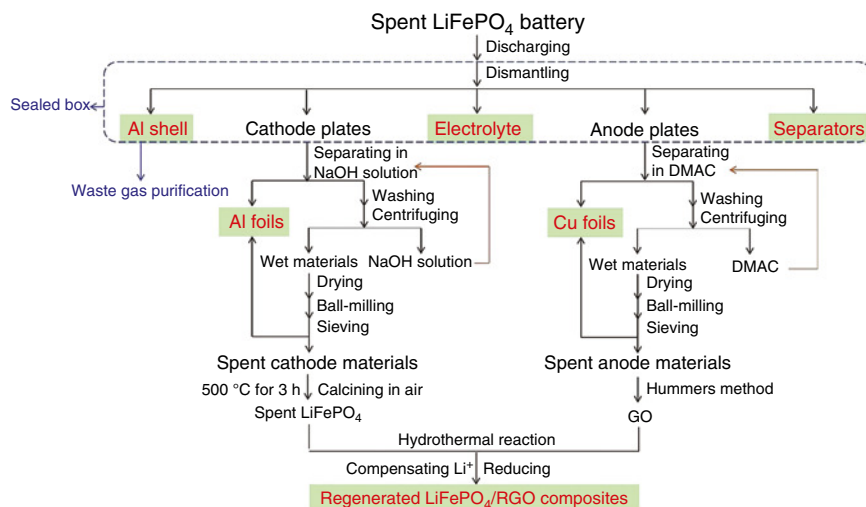 Spent LiFePO₄ battery
Discharging
Dismantling
Sealed box
Al shell
Cathode plates
Electrolyte
Anode plates
Separators
Waste gas purification
Separating in
NaOH solution
Separating
in DMAC
Washing
Centrifuging
Washing
Centrifuging
Al foils
Cu foils
Wet materials
NaOH solution
Wet materials
DMAC
Drying
Ball-milling
Sieving
Drying
Ball-milling
Sieving
Spent cathode materials
Spent anode materials
500 °C for 3 h
Calcining in air
Hummers method
Spent LiFePO₄
GO
Hydrothermal reaction
Compensating Li⁺
Reducing
Regenerated LiFePO₄/RGO composites